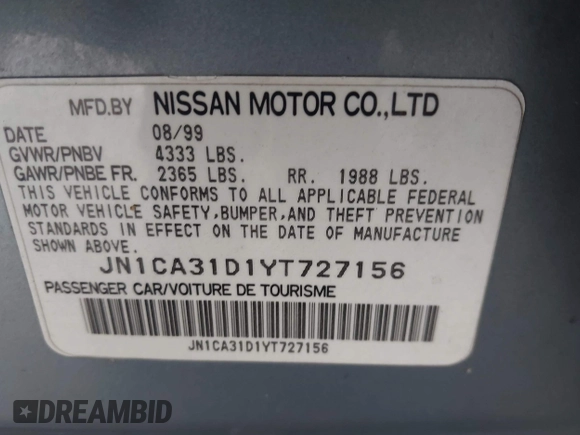 MFD.BY NISSAN MOTOR CO.,LTD
DATE 08/99
GVWR/PNBV 4333 LBS.
GAWR/PNBE FR. 2365 LBS. RR. 1988 LBS.
THIS VEHICLE CONFORMS TO ALL APPLICABLE FEDERAL
MOTOR VEHICLE SAFETY,BUMPER,AND THEFT PREVENTION
STANDARDS IN EFFECT ON THE DATE OF MANUFACTURE
SHOWN ABOVE.
JN1CA31D1YT727156
PASSENGER CAR/VOITURE DE TOURISME
JN1CA31D1YT727156
DREAMBID